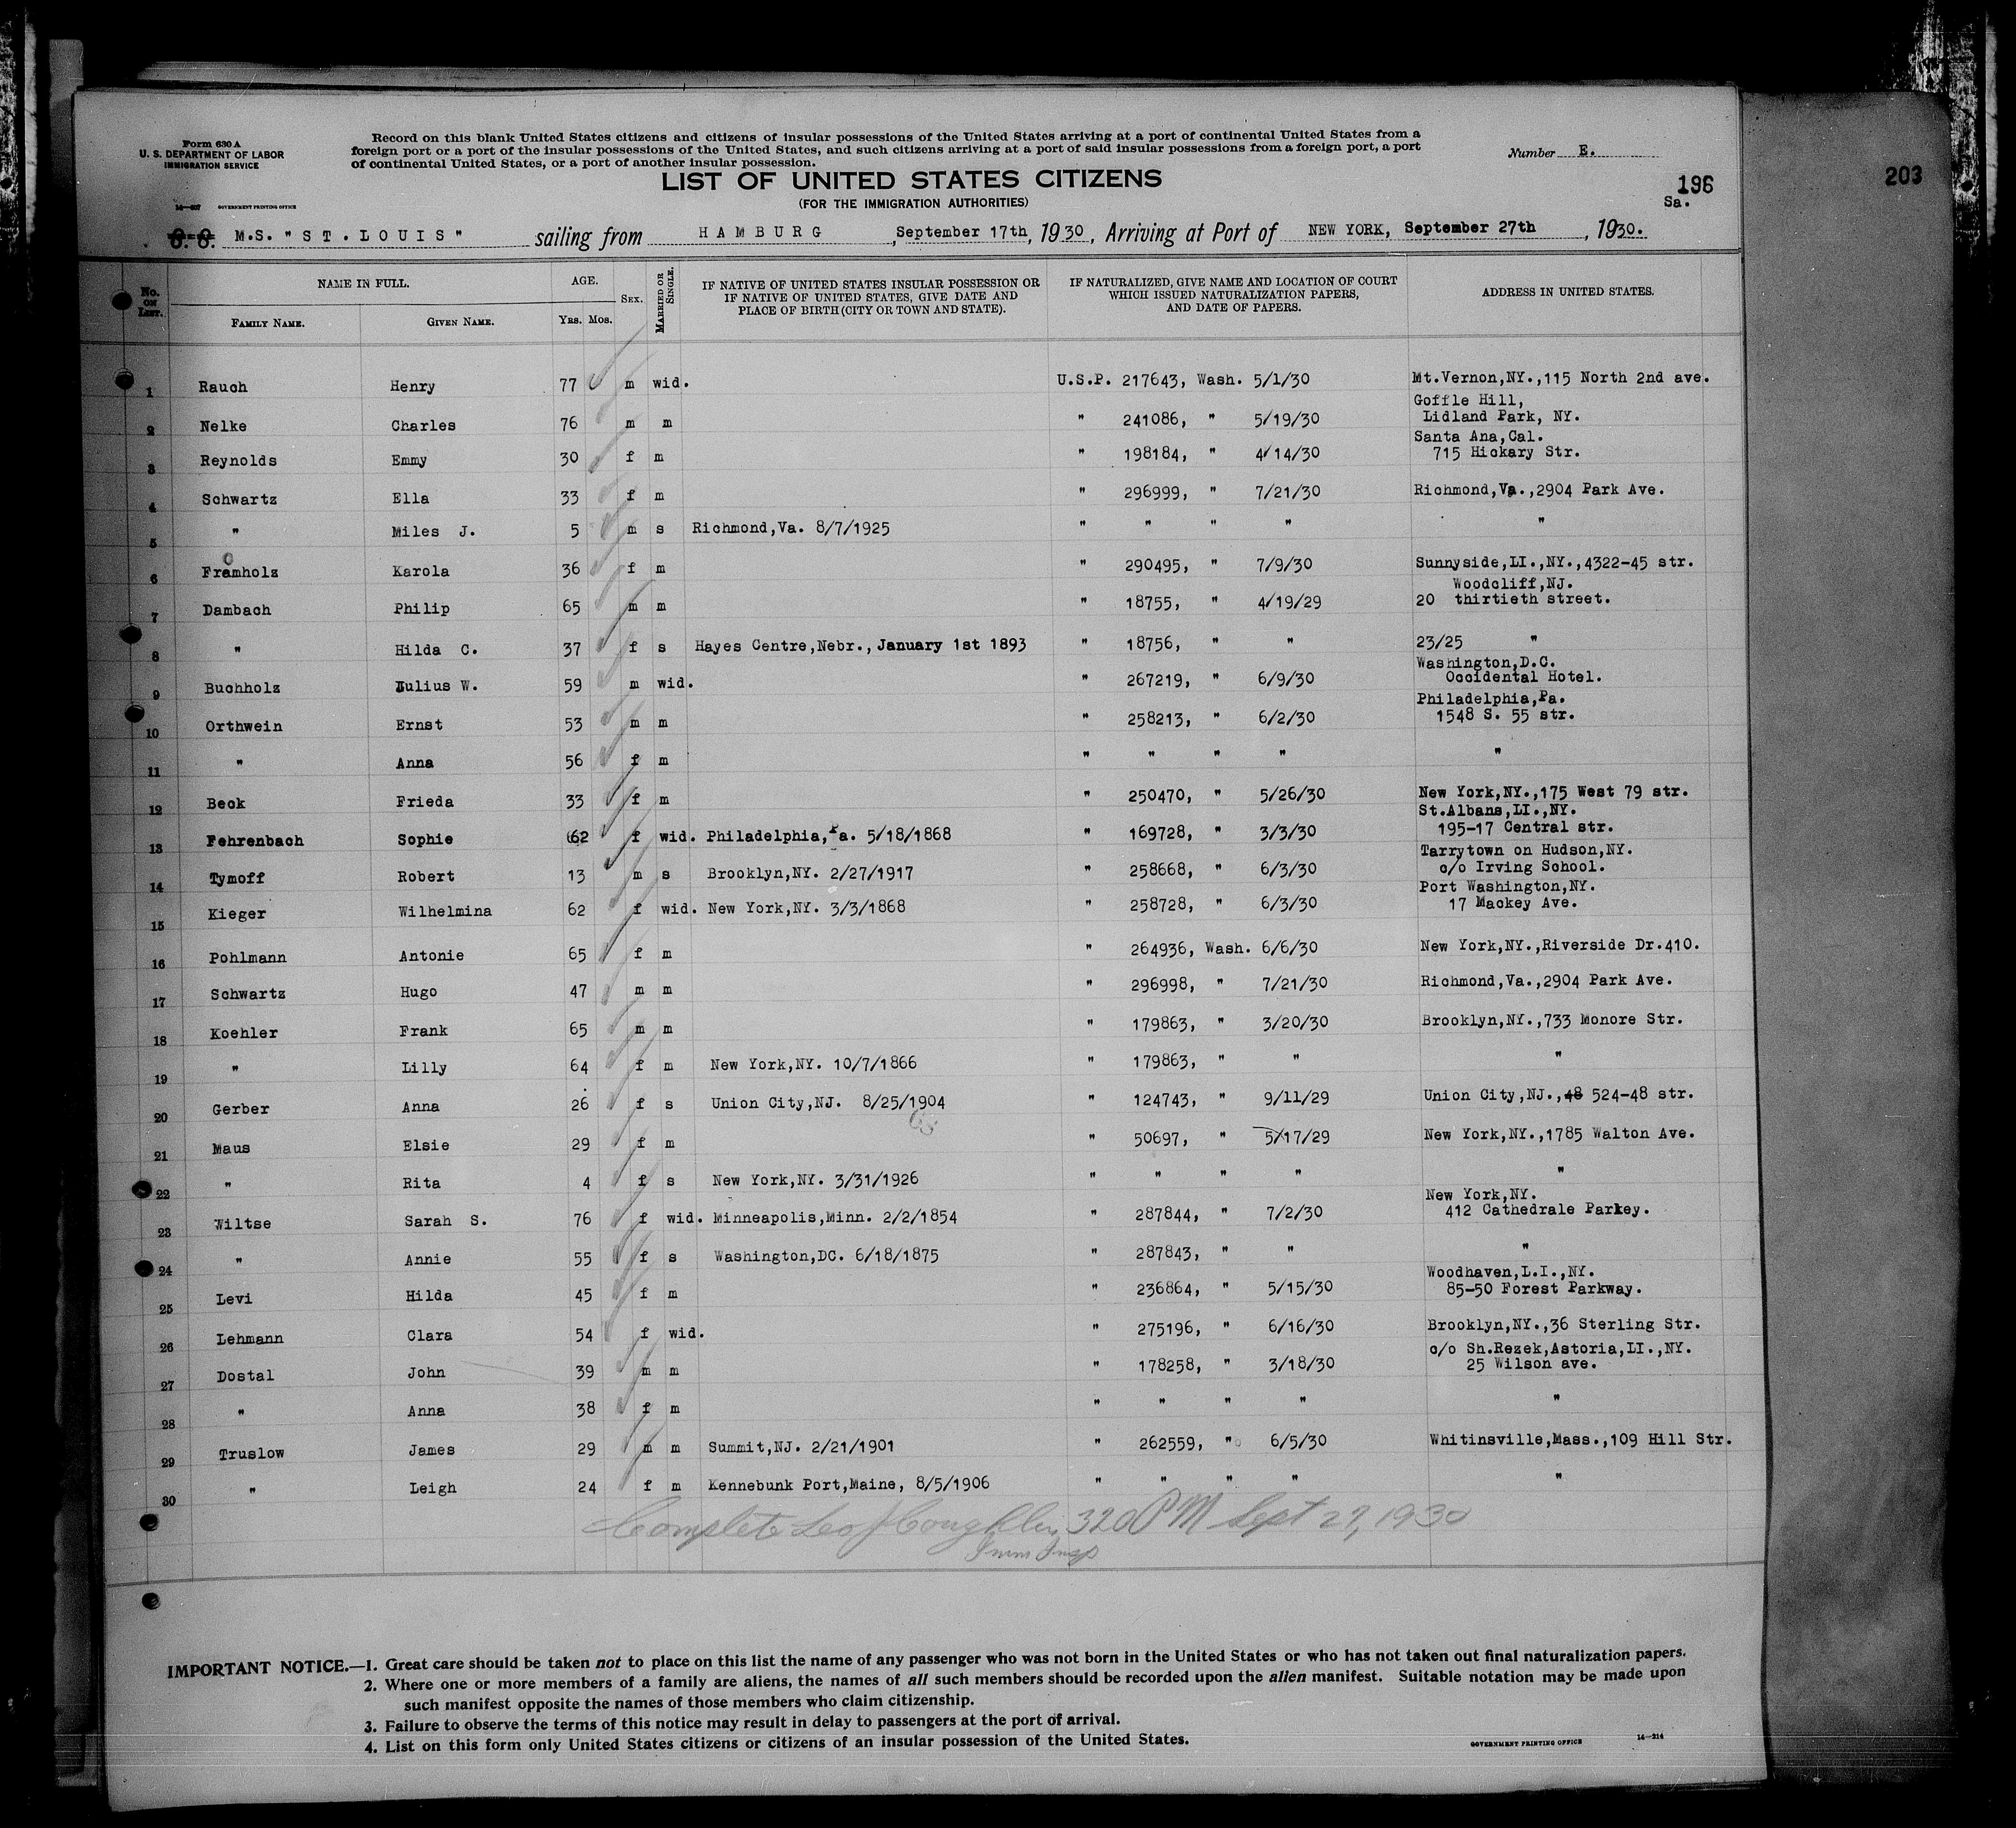 Form 630 A
U. S. DEPARTMENT OF LABOR
IMMIGRATION SERVICE
14—207 GOVERNMENT PRINTING OFFICE
Record on this blank United States citizens and citizens of insular possessions of the United States arriving at a port of continental United States from a
foreign port or a port of the insular possessions of the United States, and such citizens arriving at a port of said insular possessions from a foreign port, a port
of continental United States, or a port of another insular possession.
Number E.
LIST OF UNITED STATES CITIZENS
(FOR THE IMMIGRATION AUTHORITIES)
196
Sa.
203
S. S. M.S. "ST.LOUIS" sailing from HAMBURG, September 17th, 1930, Arriving at Port of NEW YORK, September 27th, 1930.
No. ON LIST. NAME IN FULL. FAMILY NAME. GIVEN NAME. AGE. YRS. MOS. SEX. MARRIED OR SINGLE. IF NATIVE OF UNITED STATES INSULAR POSSESSION OR IF NATIVE OF UNITED STATES, GIVE DATE AND PLACE OF BIRTH (CITY OR TOWN AND STATE). IF NATURALIZED, GIVE NAME AND LOCATION OF COURT WHICH ISSUED NATURALIZATION PAPERS, AND DATE OF PAPERS. ADDRESS IN UNITED STATES.
1 Rauch Henry 77 m wid. U.S.P. 217643, Wash. 5/1/30 Mt.Vernon,NY.,115 North 2nd ave.
2 Nelke Charles 76 m m " 241086, " 5/19/30 Goffle Hill, Lidland Park, NY.
3 Reynolds Emmy 30 f m " 198184, " 4/14/30 Santa Ana,Cal. 715 Hickary Str.
4 Schwartz Ella 33 f m " 296999, " 7/21/30 Richmond,Va.,2904 Park Ave.
5 " Miles J. 5 m s Richmond,Va. 8/7/1925 " " " " "
6 Framholz Karola 36 f m " 290495, " 7/9/30 Sunnyside,LI.,NY.,4322-45 str.
7 Dambach Philip 65 m m " 18755, " 4/19/29 Woodcliff,NJ. 20 thirtieth street.
8 " Hilda C. 37 f s Hayes Centre,Nebr., January 1st 1893 " 18756, " " 23/25 "
9 Buchholz Julius W. 59 m wid. " 267219, " 6/9/30 Washington,D.C. Occidental Hotel.
10 Orthwein Ernst 53 m m " 258213, " 6/2/30 Philadelphia,Pa. 1548 S. 55 str.
11 " Anna 56 f m " " " " "
12 Beck Frieda 33 f m " 250470, " 5/26/30 New York,NY.,175 West 79 str.
13 Fehrenbach Sophie 62 f wid. Philadelphia,Pa. 5/18/1868 " 169728, " 3/3/30 St.Albans,LI.,NY. 195-17 Central str.
14 Tymoff Robert 13 m s Brooklyn,NY. 2/27/1917 " 258668, " 6/3/30 Tarrytown on Hudson,NY. c/o Irving School.
15 Kieger Wilhelmina 62 f wid. New York,NY. 3/3/1868 " 258728, " 6/3/30 Port Washington,NY. 17 Mackey Ave.
16 Pohlmann Antonie 65 f m " 264936, Wash. 6/6/30 New York,NY.,Riverside Dr.410.
17 Schwartz Hugo 47 m m " 296998, " 7/21/30 Richmond,Va.,2904 Park Ave.
18 Koehler Frank 65 m m " 179863, " 3/20/30 Brooklyn,NY.,733 Monore Str.
19 " Lilly 64 f m New York,NY. 10/7/1866 " 179863, " " "
20 Gerber Anna 26 f s Union City,NJ. 8/25/1904 " 124743, " 9/11/29 Union City,NJ.,48 524-48 str.
21 Maus Elsie 29 f m " 50697, " 5/17/29 New York,NY.,1785 Walton Ave.
22 " Rita 4 f s New York,NY. 3/31/1926 " " " " "
23 Wiltse Sarah S. 76 f wid. Minneapolis,Minn. 2/2/1854 " 287844, " 7/2/30 New York,NY. 412 Cathedrale Parkey.
24 " Annie 55 f s Washington,DC. 6/18/1875 " 287843, " " "
25 Levi Hilda 45 f m " 236864, " 5/15/30 Woodhaven,L.I.,NY. 85-50 Forest Parkway.
26 Lehmann Clara 54 f wid. " 275196, " 6/16/30 Brooklyn,NY.,36 Sterling Str.
27 Dostal John 39 m m " 178258, " 3/18/30 c/o Sh.Rezek,Astoria,LI.,NY. 25 Wilson ave.
28 " Anna 38 f m " " " " "
29 Truslow James 29 m m Summit,NJ. 2/21/1901 " 262559, " 6/5/30 Whitinsville,Mass.,109 Hill Str.
30 " Leigh 24 f m Kennebunk Port,Maine, 8/5/1906 " " " " "
Complete Leo J Coughlin 320 PM Sept 27, 1930
Imm Insp
IMPORTANT NOTICE.—1. Great care should be taken not to place on this list the name of any passenger who was not born in the United States or who has not taken out final naturalization papers.
2. Where one or more members of a family are aliens, the names of all such members should be recorded upon the alien manifest. Suitable notation may be made upon
such manifest opposite the names of those members who claim citizenship.
3. Failure to observe the terms of this notice may result in delay to passengers at the port of arrival.
4. List on this form only United States citizens or citizens of an insular possession of the United States.
GOVERNMENT PRINTING OFFICE 14—214